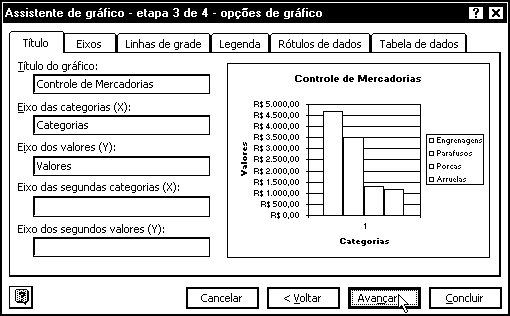 Assistente de gráfico - etapa 3 de 4 - opções de gráfico
Título
Eixos
Linhas de grade
Legenda
Rótulos de dados
Tabela de dados
Título do gráfico:
Controle de Mercadorias
Eixo das categorias (X):
Categorias
Eixo dos valores (Y):
Valores
Eixo das segundas categorias (X):
Eixo dos segundos valores (Y):
Controle de Mercadorias
Valores
R$ 5.000,00
R$ 4.500,00
R$ 4.000,00
R$ 3.500,00
R$ 3.000,00
R$ 2.500,00
R$ 2.000,00
R$ 1.500,00
R$ 1.000,00
R$ 500,00
R$ 0,00
1
Categorias
Engrenagens
Parafusos
Porcas
Arruelas
Cancelar
< Voltar
Avançar >
Concluir